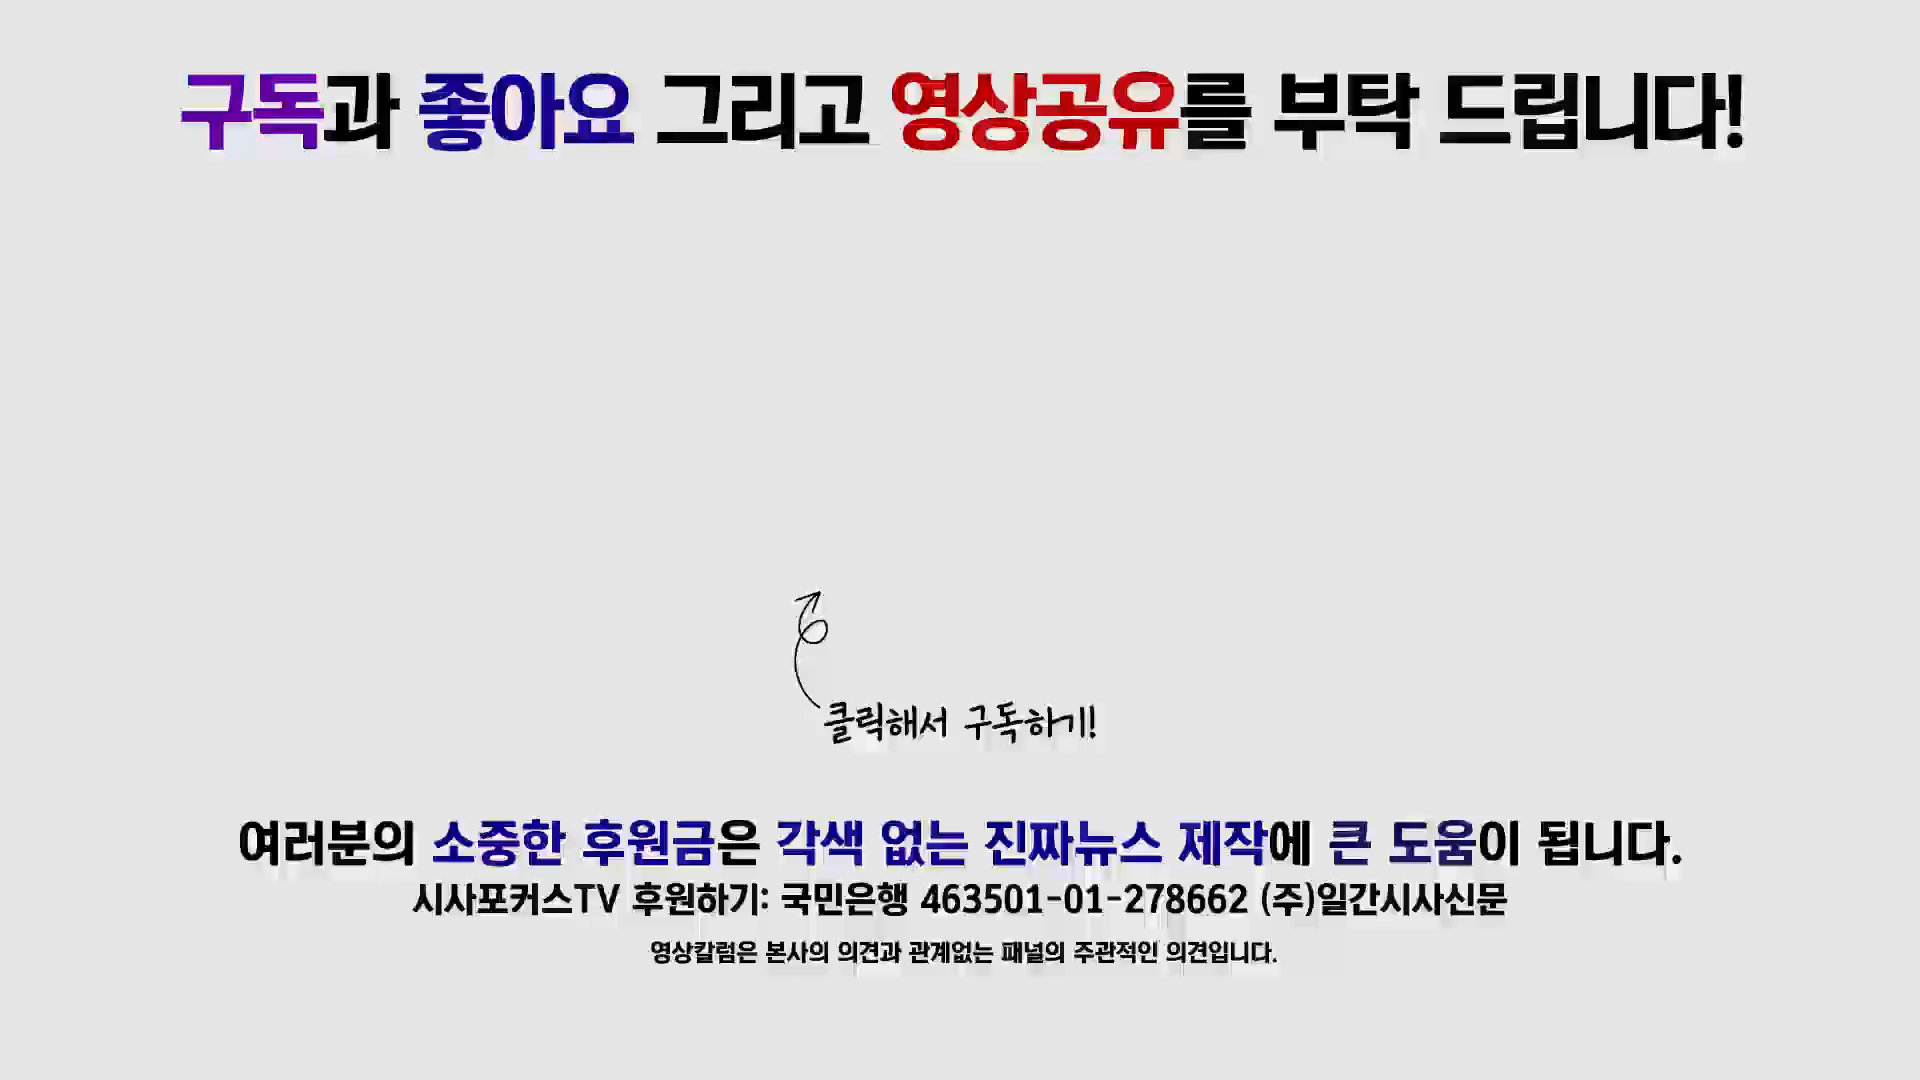 구독과 좋아요 그리고 영상공유를 부탁 드립니다!
클릭해서 구독하기!
여러분의 소중한 후원금은 각색 없는 진짜뉴스 제작에 큰 도움이 됩니다.
시사포커스TV 후원하기: 국민은행 463501-01-278662 (주)일간시사신문
영상칼럼은 본사의 의견과 관계없는 패널의 주관적인 의견입니다.